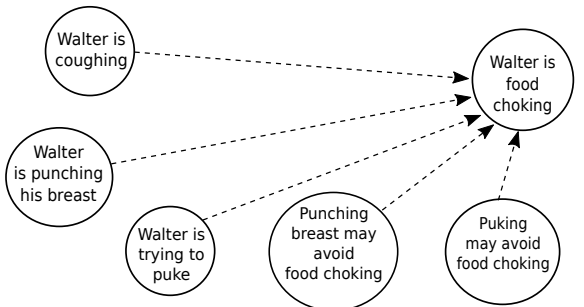 Walter is
coughing
Walter is
food
choking
Walter
is punching
his breast
Walter is
trying to
puke
Punching
breast may
avoid
food choking
Puking
may avoid
food choking